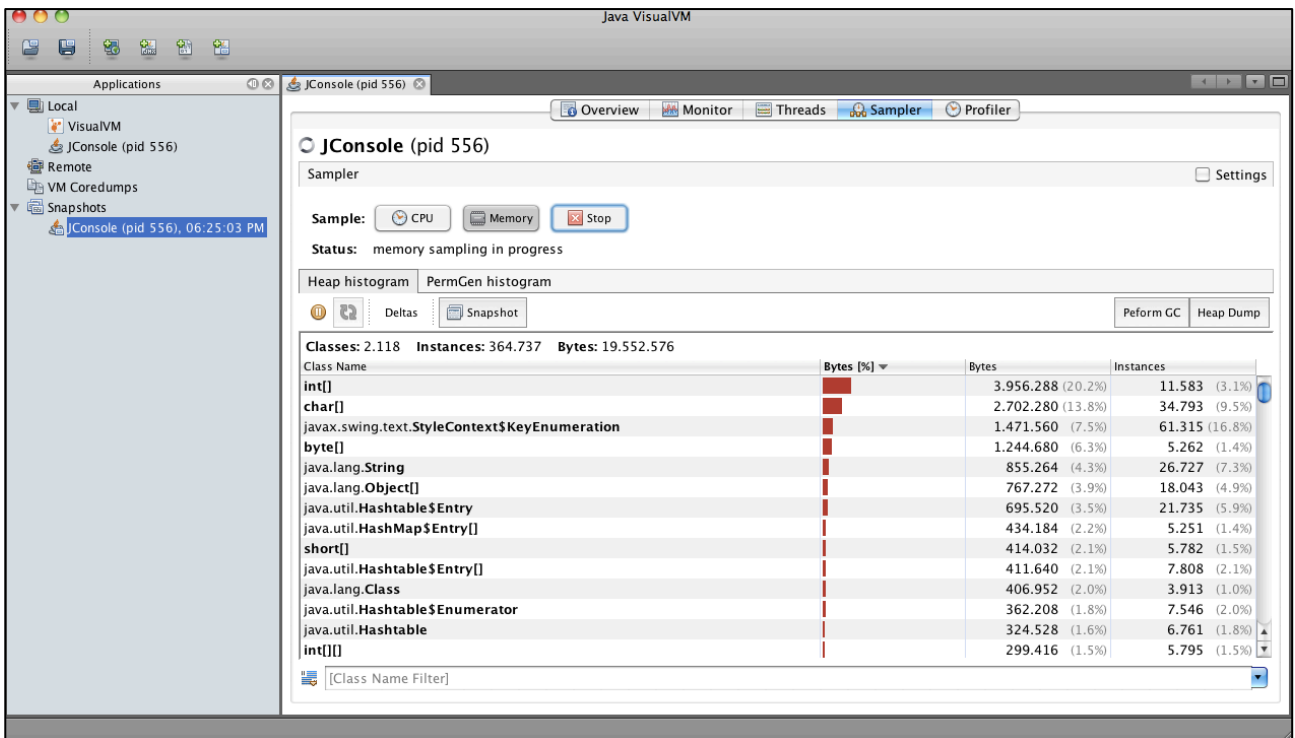 Java VisualVM
Applications
JConsole (pid 556)
Local
VisualVM
JConsole (pid 556)
Remote
VM Coredumps
Snapshots
JConsole (pid 556), 06:25:03 PM
Overview Monitor Threads Sampler Profiler
JConsole (pid 556)
Sampler Settings
Sample: CPU Memory Stop
Status: memory sampling in progress
Heap histogram PermGen histogram
Deltas Snapshot Peform GC Heap Dump
Classes: 2.118 Instances: 364.737 Bytes: 19.552.576
Class Name Bytes [%] Bytes Instances
int[] 3.956.288 (20.2%) 11.583 (3.1%)
char[] 2.702.280 (13.8%) 34.793 (9.5%)
javax.swing.text.StyleContext$KeyEnumeration 1.471.560 (7.5%) 61.315 (16.8%)
byte[] 1.244.680 (6.3%) 5.262 (1.4%)
java.lang.String 855.264 (4.3%) 26.727 (7.3%)
java.lang.Object[] 767.272 (3.9%) 18.043 (4.9%)
java.util.Hashtable$Entry 695.520 (3.5%) 21.735 (5.9%)
java.util.HashMap$Entry[] 434.184 (2.2%) 5.251 (1.4%)
short[] 414.032 (2.1%) 5.782 (1.5%)
java.util.Hashtable$Entry[] 411.640 (2.1%) 7.808 (2.1%)
java.lang.Class 406.952 (2.0%) 3.913 (1.0%)
java.util.Hashtable$Enumerator 362.208 (1.8%) 7.546 (2.0%)
java.util.Hashtable 324.528 (1.6%) 6.761 (1.8%)
int[][] 299.416 (1.5%) 5.795 (1.5%)
[Class Name Filter]